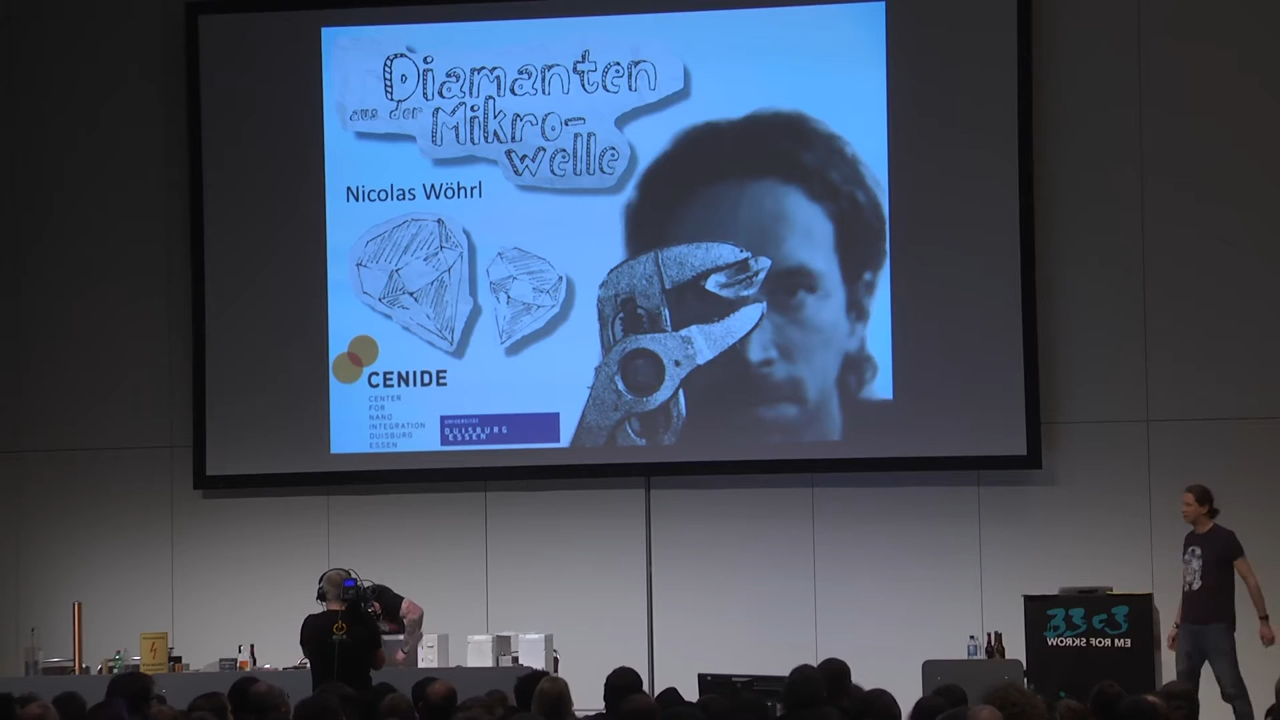 Diamanten
aus der Mikro-
welle
Nicolas Wöhrl
CENIDE
CENTER
FOR
NANO
INTEGRATION
DUISBURG
ESSEN
UNIVERSITÄT
DUISBURG
ESSEN
33c3
WORKS FOR ME